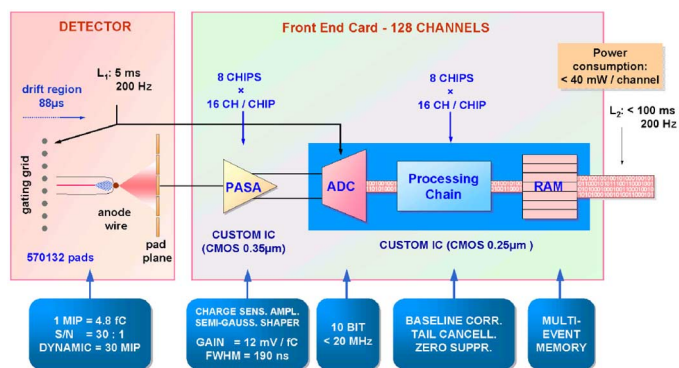 DETECTOR
Front End Card - 128 CHANNELS
Power
consumption:
< 40 mW / channel
L1: 5 ms
200 Hz
drift region
88µs
8 CHIPS
×
16 CH / CHIP
8 CHIPS
×
16 CH / CHIP
L2: < 100 ms
200 Hz
gating grid
anode
wire
pad
plane
570132 pads
PASA
ADC
Processing
Chain
RAM
CUSTOM IC
(CMOS 0.35µm)
CUSTOM IC (CMOS 0.25µm )
1 MIP = 4.8 fC
S/N = 30 : 1
DYNAMIC = 30 MIP
CHARGE SENS. AMPL.
SEMI-GAUSS. SHAPER
GAIN = 12 mV / fC
FWHM = 190 ns
10 BIT
< 20 MHz
BASELINE CORR.
TAIL CANCELL.
ZERO SUPPR.
MULTI-
EVENT
MEMORY